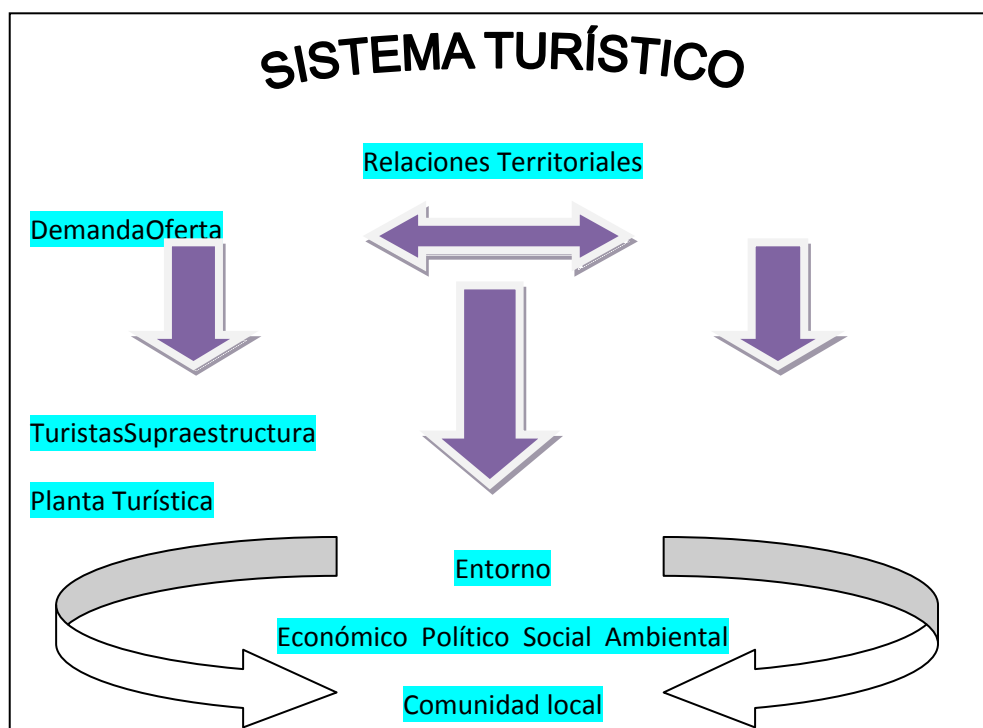 SISTEMA TURÍSTICO
Relaciones Territoriales
DemandaOferta
TuristasSupraestructura
Planta Turística
Entorno
Económico Político Social Ambiental
Comunidad local